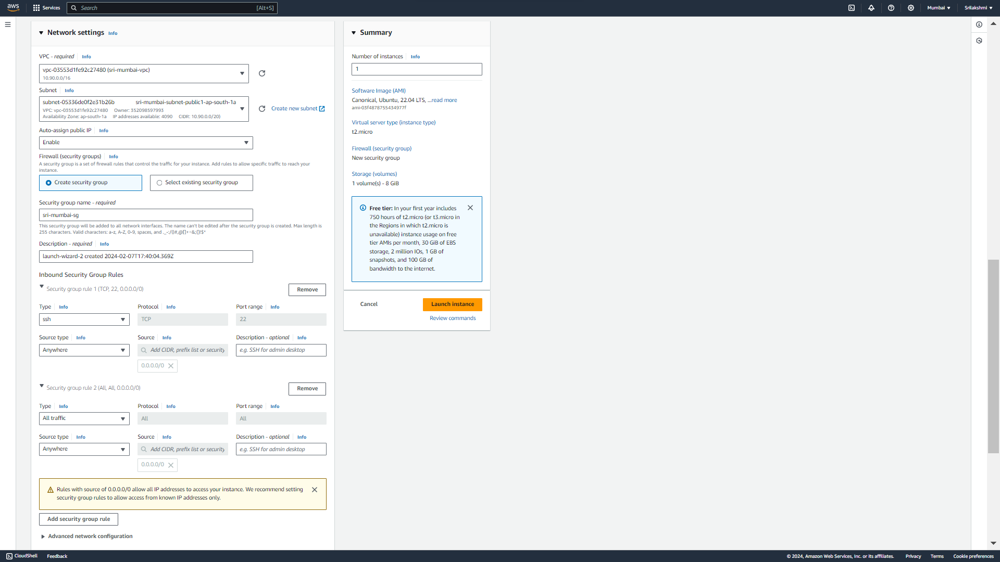 aws
Services
Search
[Alt+S]
Mumbai
Srilakshmi
Network settings Info
VPC - required Info
vpc-03553d1fe92c27480 (sri-mumbai-vpc)
10.90.0.0/16
Subnet Info
subnet-05336de0f2e31b26b sri-mumbai-subnet-public1-ap-south-1a
VPC: vpc-03553d1fe92c27480 Owner: 352098597993
Availability Zone: ap-south-1a IP addresses available: 4090 CIDR: 10.90.0.0/20)
Create new subnet
Auto-assign public IP Info
Enable
Firewall (security groups) Info
A security group is a set of firewall rules that control the traffic for your instance. Add rules to allow specific traffic to reach your
instance.
Create security group
Select existing security group
Security group name - required
sri-mumbai-sg
This security group will be added to all network interfaces. The name can't be edited after the security group is created. Max length is
255 characters. Valid characters: a-z, A-Z, 0-9, spaces, and ._-:/()#,@[]+=&;{}!$*
Description - required Info
launch-wizard-2 created 2024-02-07T17:40:04.369Z
Inbound Security Group Rules
Security group rule 1 (TCP, 22, 0.0.0.0/0)
Remove
Type Info
Protocol Info
Port range Info
ssh
TCP
22
Source type Info
Source Info
Description - optional Info
Anywhere
Add CIDR, prefix list or security
e.g. SSH for admin desktop
0.0.0.0/0
Security group rule 2 (All, All, 0.0.0.0/0)
Remove
Type Info
Protocol Info
Port range Info
All traffic
All
All
Source type Info
Source Info
Description - optional Info
Anywhere
Add CIDR, prefix list or security
e.g. SSH for admin desktop
0.0.0.0/0
Rules with source of 0.0.0.0/0 allow all IP addresses to access your instance. We recommend setting
security group rules to allow access from known IP addresses only.
Add security group rule
Advanced network configuration
Summary
Number of instances Info
1
Software Image (AMI)
Canonical, Ubuntu, 22.04 LTS, ...read more
ami-03f4878755434977f
Virtual server type (instance type)
t2.micro
Firewall (security group)
New security group
Storage (volumes)
1 volume(s) - 8 GiB
Free tier: In your first year includes
750 hours of t2.micro (or t3.micro in
the Regions in which t2.micro is
unavailable) instance usage on free
tier AMIs per month, 30 GiB of EBS
storage, 2 million IOs, 1 GB of
snapshots, and 100 GB of
bandwidth to the internet.
Cancel
Launch instance
Review commands
CloudShell
Feedback
© 2024, Amazon Web Services, Inc. or its affiliates.
Privacy
Terms
Cookie preferences